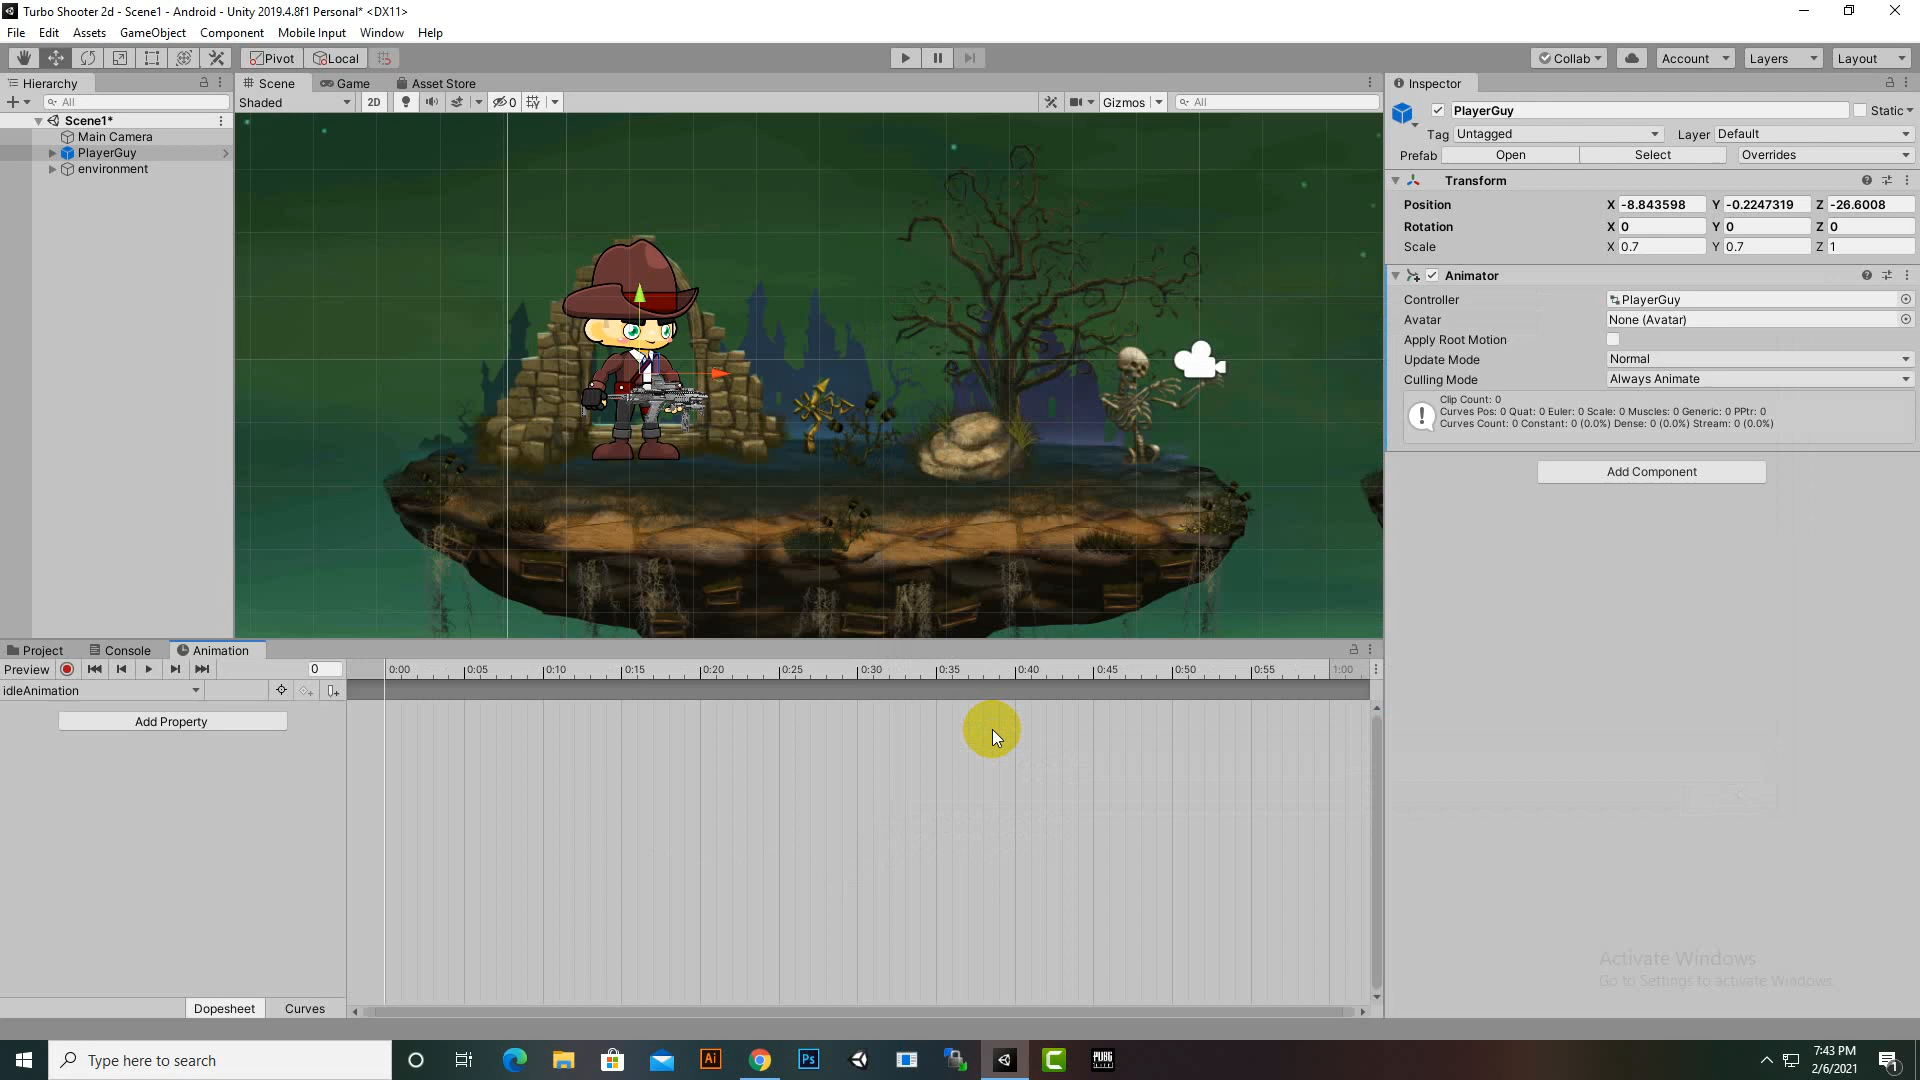 Turbo Shooter 2d - Scene1 - Android - Unity 2019.4.8f1 Personal* <DX11>
File Edit Assets GameObject Component Mobile Input Window Help
Pivot Local Collab Account Layers Layout
Hierarchy
All
Scene1*
Main Camera
PlayerGuy
environment
Scene Game Asset Store
Shaded 2D 0 Gizmos All
Inspector
PlayerGuy Static
Tag Untagged Layer Default
Prefab Open Select Overrides
Transform
Position X -8.843598 Y -0.2247319 Z -26.6008
Rotation X 0 Y 0 Z 0
Scale X 0.7 Y 0.7 Z 1
Animator
Controller PlayerGuy
Avatar None (Avatar)
Apply Root Motion
Update Mode Normal
Culling Mode Always Animate
Clip Count: 0
Curves Pos: 0 Quat: 0 Euler: 0 Scale: 0 Muscles: 0 Generic: 0 PPtr: 0
Curves Count: 0 Constant: 0 (0.0%) Dense: 0 (0.0%) Stream: 0 (0.0%)
Add Component
Project Console Animation
Preview 0 0:00 0:05 0:10 0:15 0:20 0:25 0:30 0:35 0:40 0:45 0:50 0:55 1:00
idleAnimation
Add Property
Dopesheet Curves
Activate Windows
Go to Settings to activate Windows.
Type here to search
Ai
Ps
PUBG
7:43 PM
2/6/2021
1